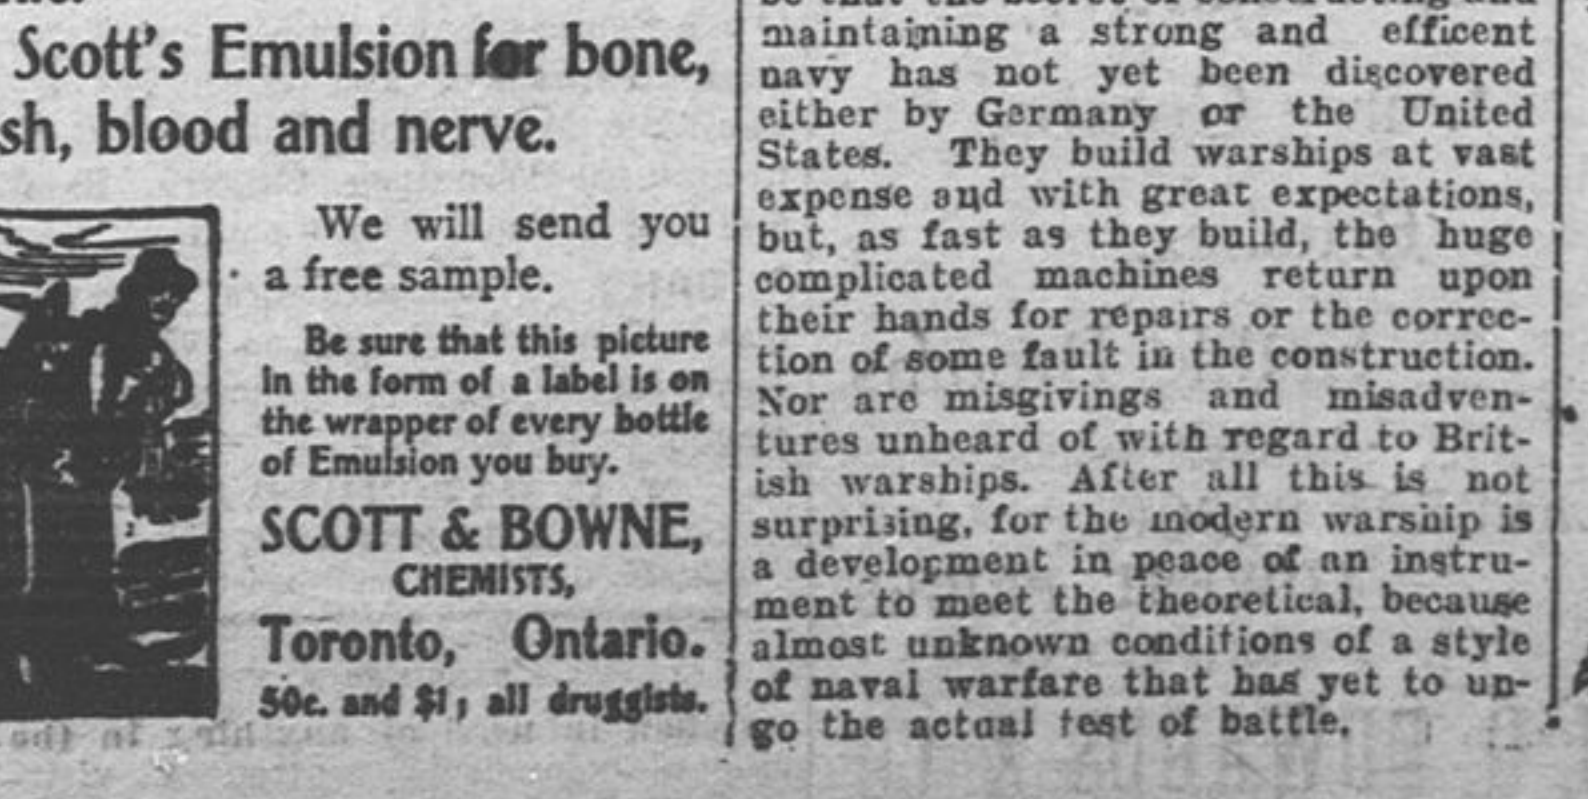 Scott's Emulsion for bone,
sh, blood and nerve.
We will send you
a free sample.
Be sure that this picture
in the form of a label is on
the wrapper of every bottle
of Emulsion you buy.
SCOTT & BOWNE,
CHEMISTS,
Toronto, Ontario.
50c. and $1; all druggists.
be that the secret of constructing and
maintaining a strong and efficent
navy has not yet been discovered
either by Germany or the United
States. They build warships at vast
expense and with great expectations,
but, as fast as they build, the huge
complicated machines return upon
their hands for repairs or the correc-
tion of some fault in the construction.
Nor are misgivings and misadven-
tures unheard of with regard to Brit-
ish warships. After all this is not
surprising, for the modern warship is
a development in peace of an instru-
ment to meet the theoretical, because
almost unknown conditions of a style
of naval warfare that has yet to un-
go the actual test of battle.